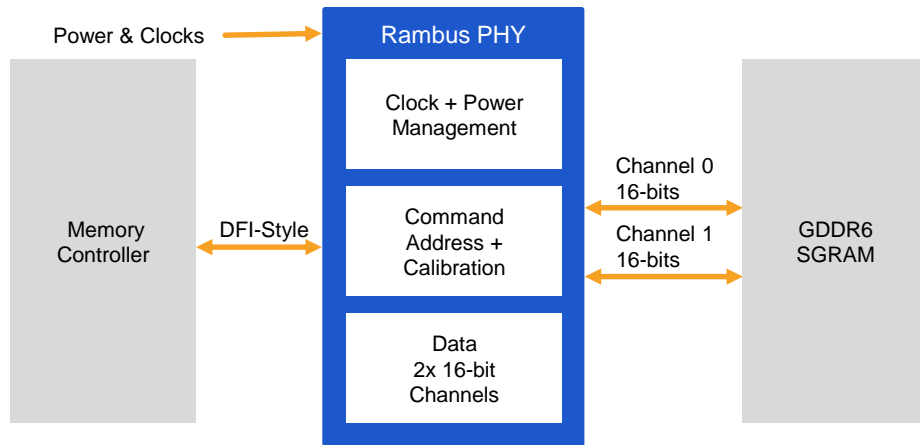 Power & Clocks
Rambus PHY
Clock + Power
Management
Memory
Controller
DFI-Style
Command
Address +
Calibration
Data
2x 16-bit
Channels
Channel 0
16-bits
Channel 1
16-bits
GDDR6
SGRAM